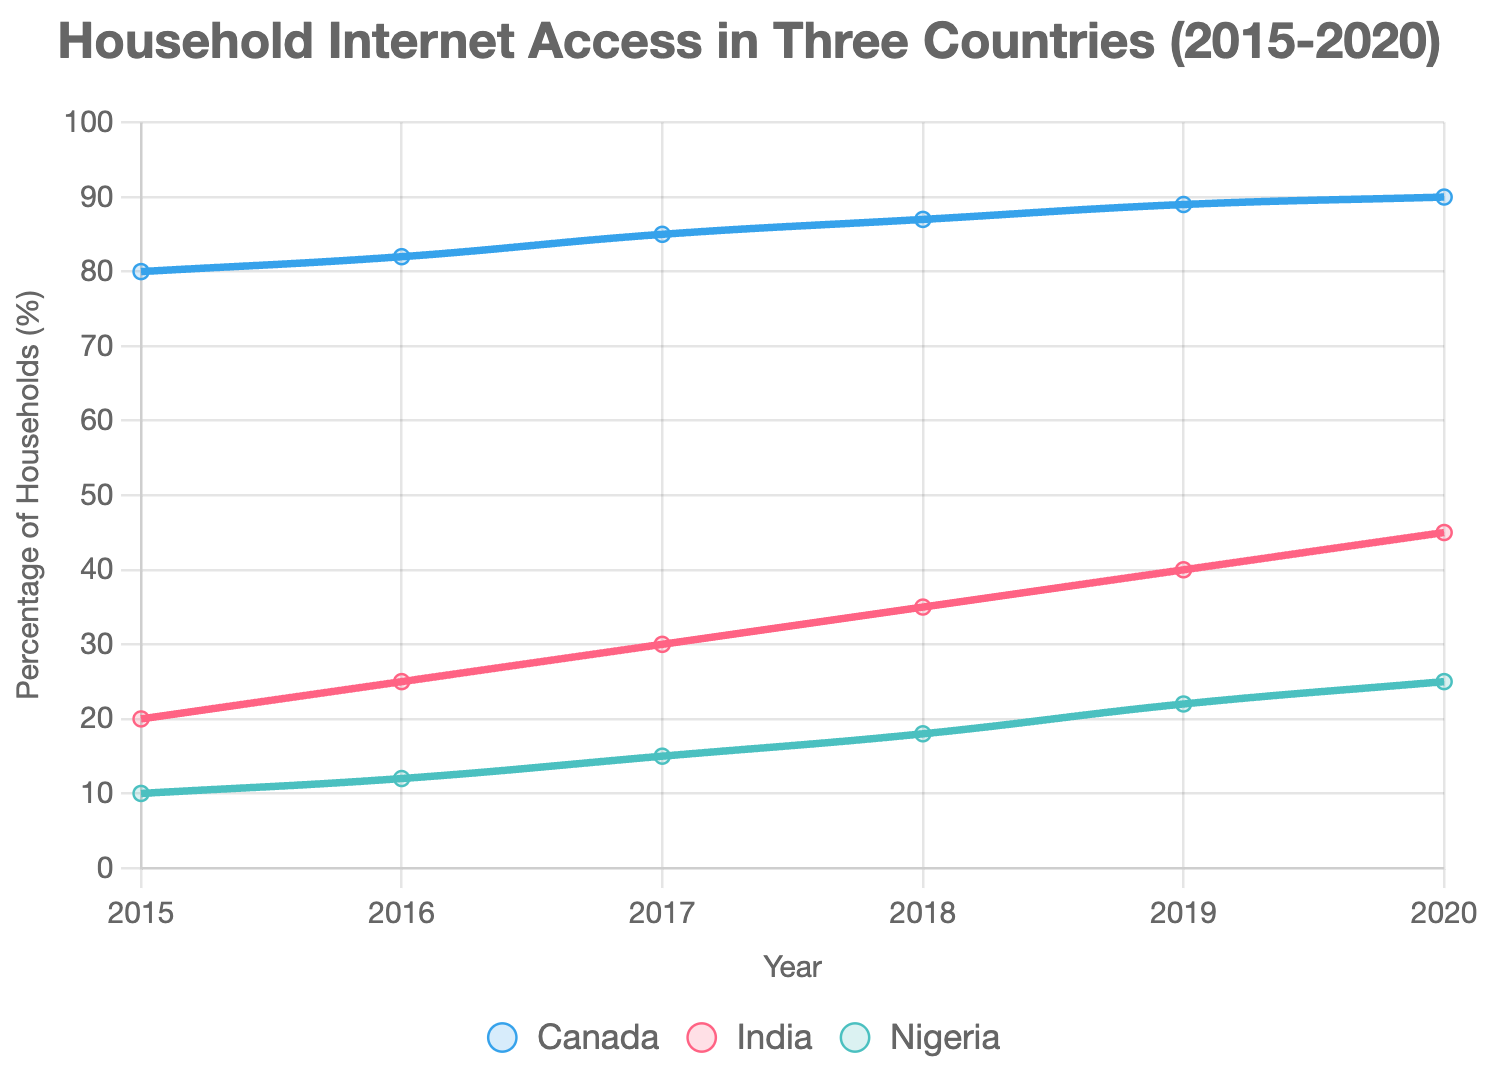 Household Internet Access in Three Countries (2015-2020)
Percentage of Households (%)
100
90
80
70
60
50
40
30
20
10
0
2015 2016 2017 2018 2019 2020
Year
Canada India Nigeria